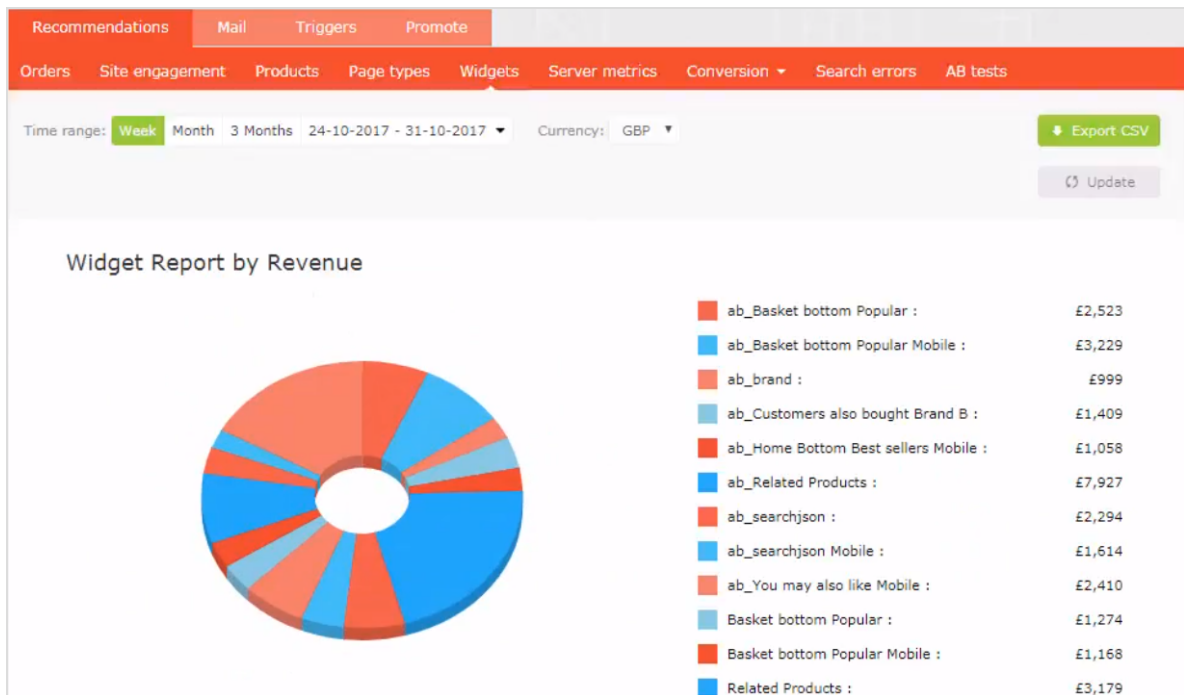 Recommendations Mail Triggers Promote
Orders Site engagement Products Page types Widgets Server metrics Conversion Search errors AB tests
Time range: Week Month 3 Months 24-10-2017 - 31-10-2017 Currency: GBP Export CSV
Update
Widget Report by Revenue
ab_Basket bottom Popular : £2,523
ab_Basket bottom Popular Mobile : £3,229
ab_brand : £999
ab_Customers also bought Brand B : £1,409
ab_Home Bottom Best sellers Mobile : £1,058
ab_Related Products : £7,927
ab_searchjson : £2,294
ab_searchjson Mobile : £1,614
ab_You may also like Mobile : £2,410
Basket bottom Popular : £1,274
Basket bottom Popular Mobile : £1,168
Related Products : £3,179